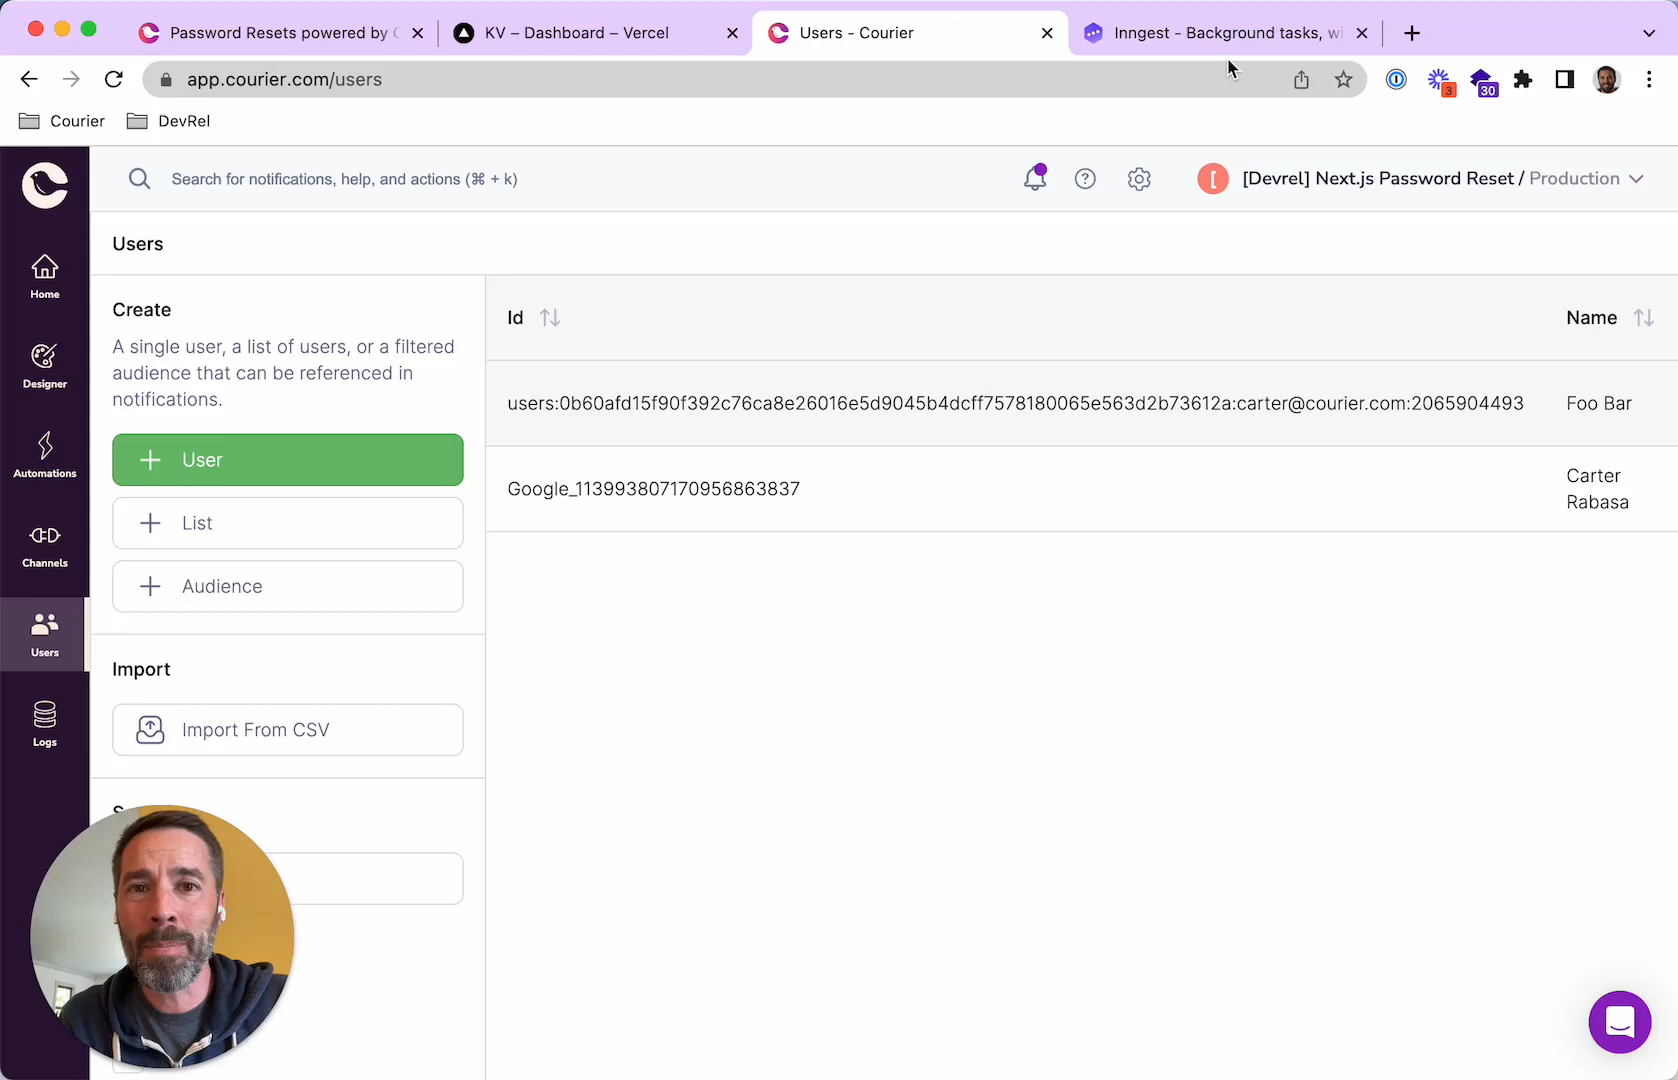 Password Resets powered by C
KV – Dashboard – Vercel
Users - Courier
Inngest - Background tasks, wi
app.courier.com/users
3
30
Courier
DevRel
Search for notifications, help, and actions (⌘ + k)
[
[Devrel] Next.js Password Reset / Production
Users
Home
Designer
Automations
Channels
Users
Logs
Create
A single user, a list of users, or a filtered
audience that can be referenced in
notifications.
User
List
Audience
Import
Import From CSV
Id
Name
users:0b60afd15f90f392c76ca8e26016e5d9045b4dcff7578180065e563d2b73612a:carter@courier.com:2065904493
Foo Bar
Google_113993807170956863837
Carter
Rabasa